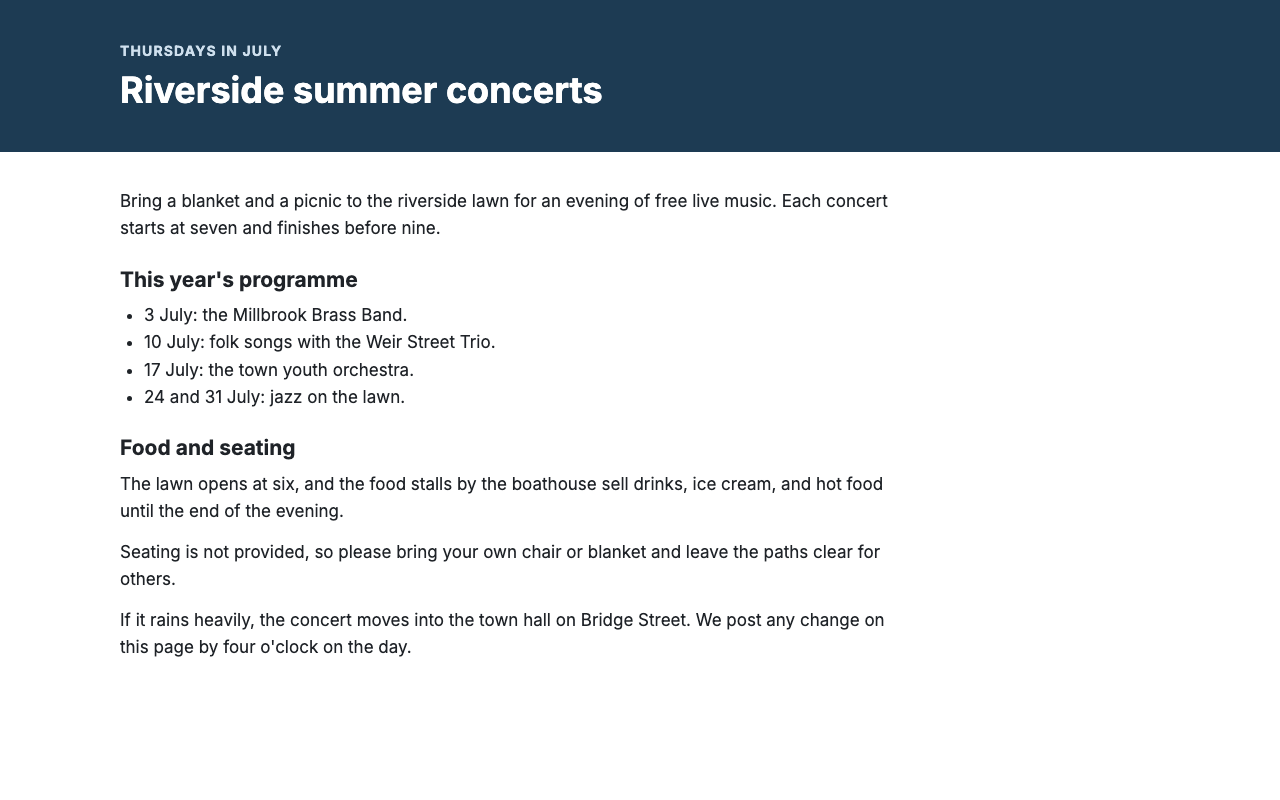 THURSDAYS IN JULY
Riverside summer concerts
Bring a blanket and a picnic to the riverside lawn for an evening of free live music. Each concert
starts at seven and finishes before nine.
This year's programme
• 3 July: the Millbrook Brass Band.
• 10 July: folk songs with the Weir Street Trio.
• 17 July: the town youth orchestra.
• 24 and 31 July: jazz on the lawn.
Food and seating
The lawn opens at six, and the food stalls by the boathouse sell drinks, ice cream, and hot food
until the end of the evening.
Seating is not provided, so please bring your own chair or blanket and leave the paths clear for
others.
If it rains heavily, the concert moves into the town hall on Bridge Street. We post any change on
this page by four o'clock on the day.